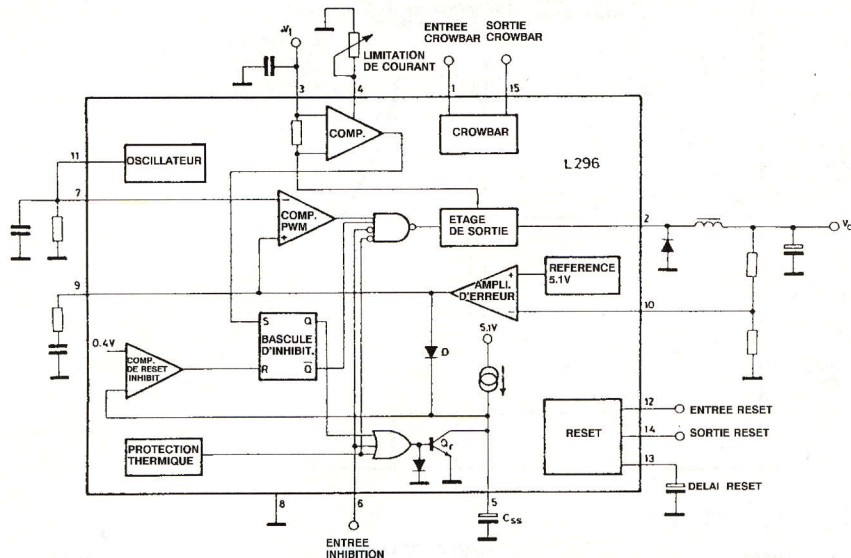 ENTREE
CROWBAR
SORTIE
CROWBAR
+VI
LIMITATION
DE COURANT
3
4
1
15
COMP.
CROWBAR
L296
OSCILLATEUR
11
7
-
COMP.
PWM
+
ETAGE
DE SORTIE
2
Vo
REFERENCE
5.1V
+
AMPLI.
D'ERREUR
-
10
9
0.4V
COMP.
DE RESET
INHIBIT
S Q
BASCULE
D'INHIBIT.
R Q̄
D
5.1V
PROTECTION
THERMIQUE
Qr
RESET
12
ENTREE RESET
14
SORTIE RESET
13
DELAI RESET
8
6
5
Css
ENTREE
INHIBITION